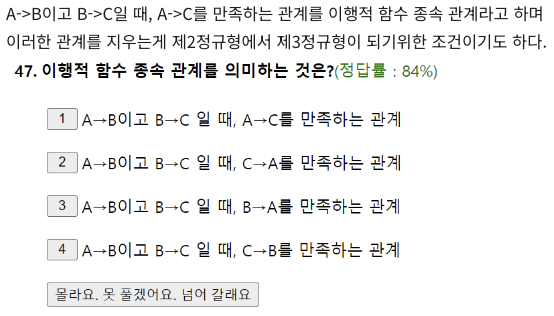 A->B이고 B->C일 때, A->C를 만족하는 관계를 이행적 함수 종속 관계라고 하며
이러한 관계를 지우는게 제2정규형에서 제3정규형이 되기위한 조건이기도 하다.
47. 이행적 함수 종속 관계를 의미하는 것은?(정답률 : 84%)
1 A→B이고 B→C 일 때, A→C를 만족하는 관계
2 A→B이고 B→C 일 때, C→A를 만족하는 관계
3 A→B이고 B→C 일 때, B→A를 만족하는 관계
4 A→B이고 B→C 일 때, C→B를 만족하는 관계
몰라요. 못 풀겠어요. 넘어 갈래요